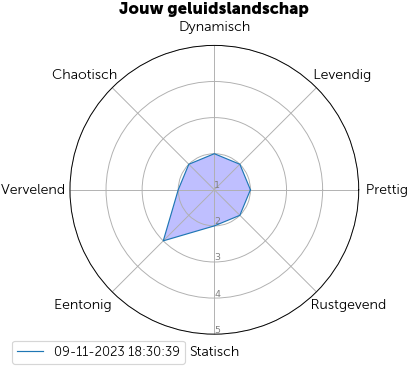 Jouw geluidslandschap
Dynamisch
Chaotisch
Levendig
Vervelend
1
Prettig
2
3
4
Eentonig
Rustgevend
5
09-11-2023 18:30:39
Statisch